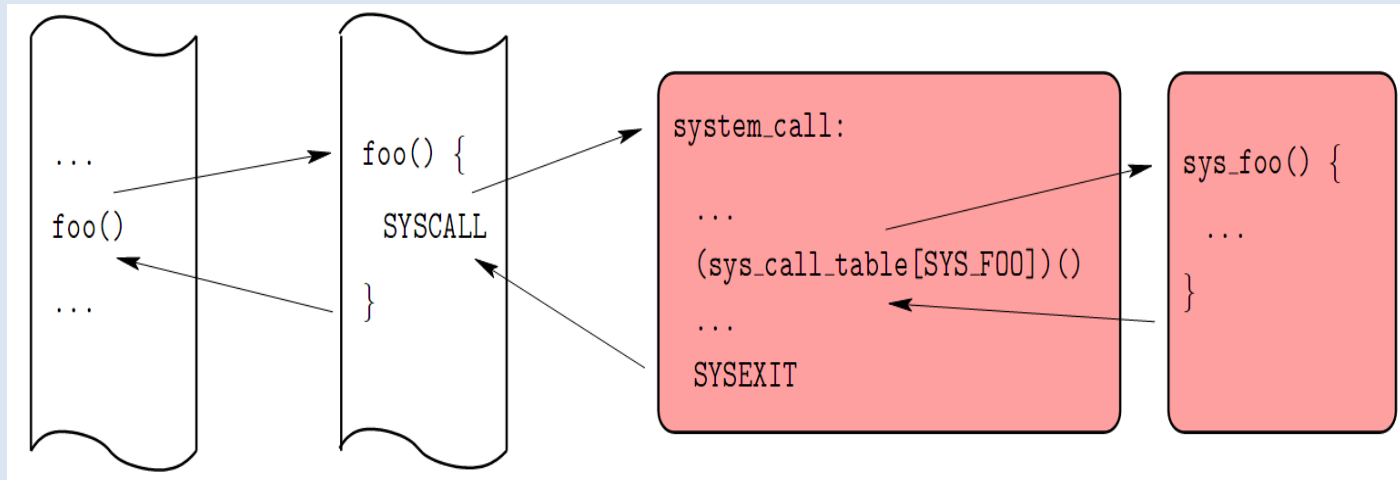 ...
foo()
...
foo() {
SYSCALL
}
system_call:
...
(sys_call_table[SYS_FOO])()
...
SYSEXIT
sys_foo() {
...
}